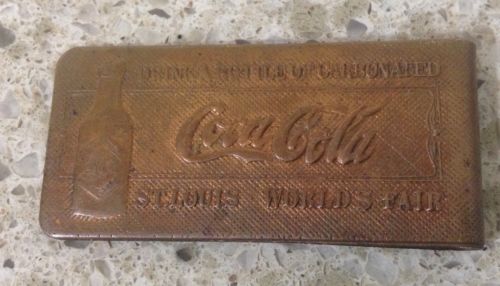 DRINK A BOTTLE OF CARBONATED
Coca-Cola
ST. LOUIS WORLD'S FAIR